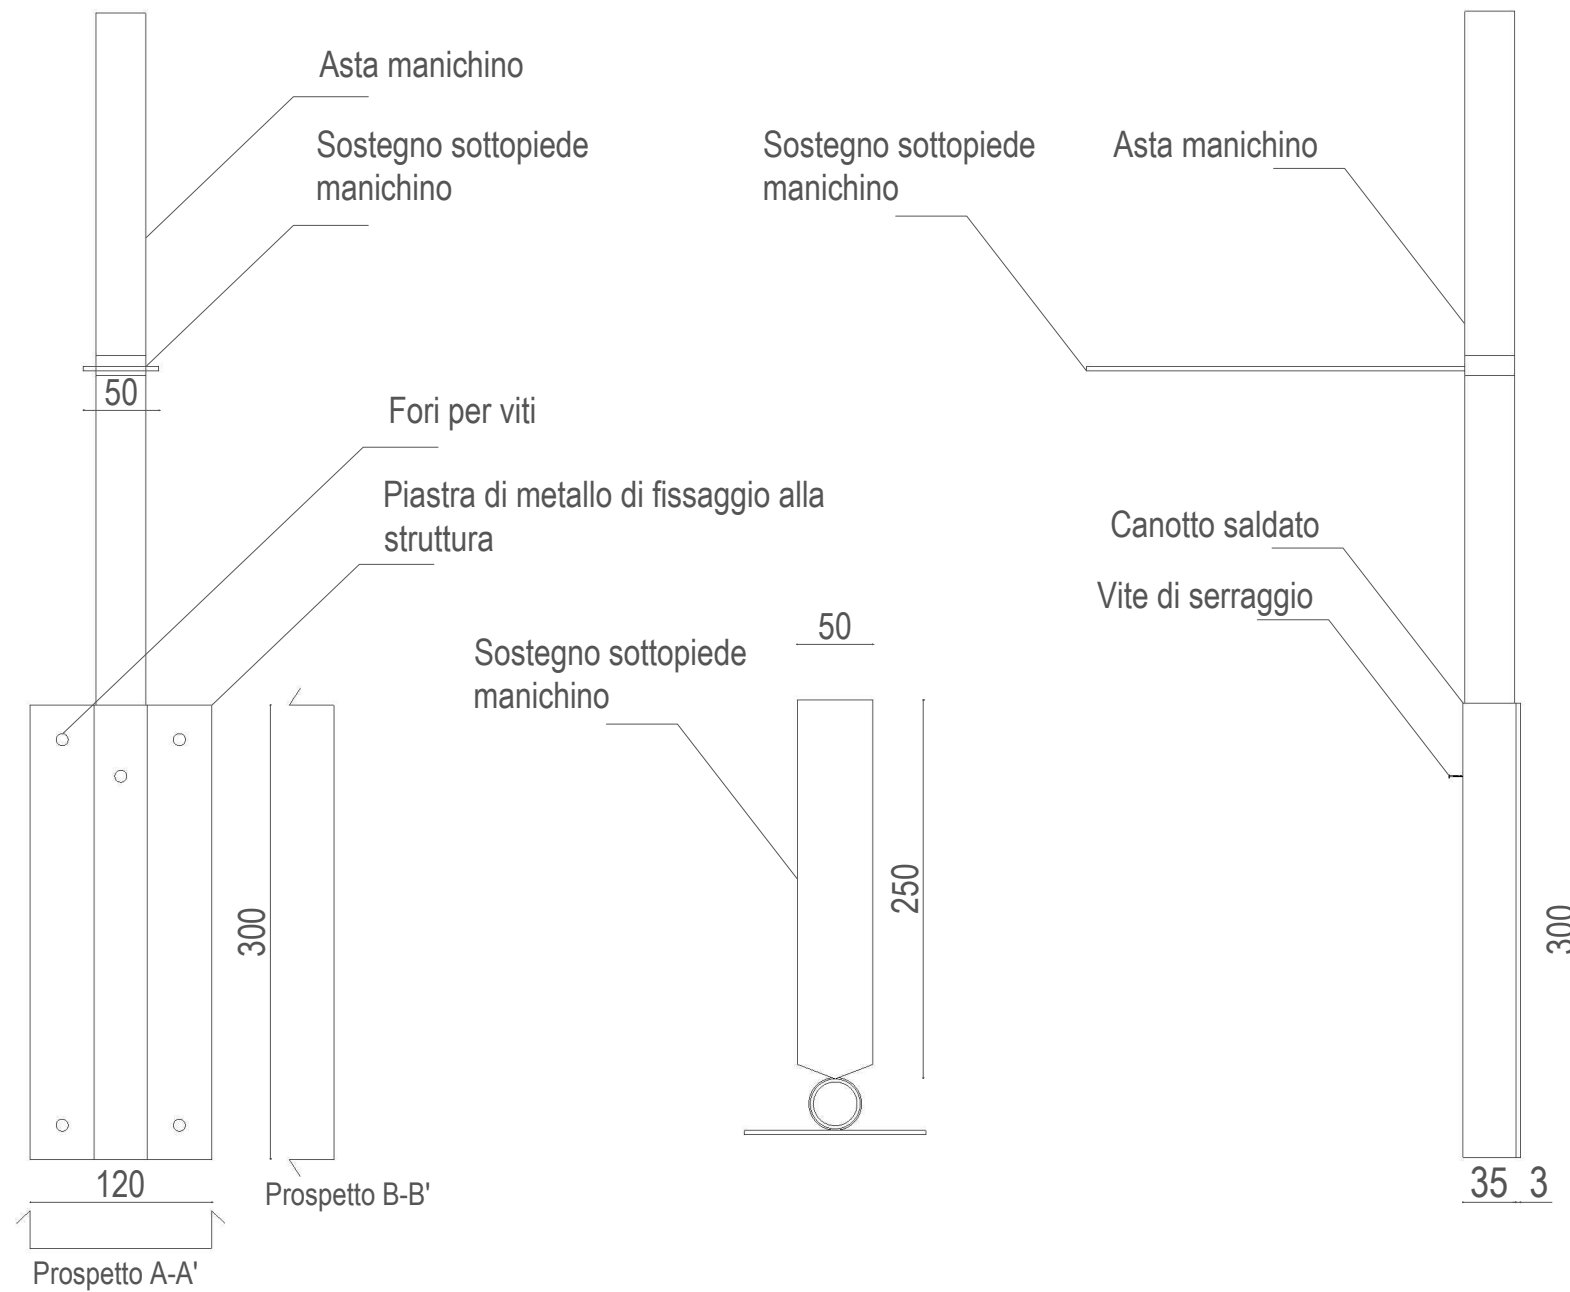 Asta manichino
Sostegno sottopiede
manichino
Sostegno sottopiede
manichino
Asta manichino
50
Fori per viti
Piastra di metallo di fissaggio alla
struttura
Canotto saldato
Vite di serraggio
50
Sostegno sottopiede
manichino
250
300
300
120
Prospetto B-B'
35 3
Prospetto A-A'